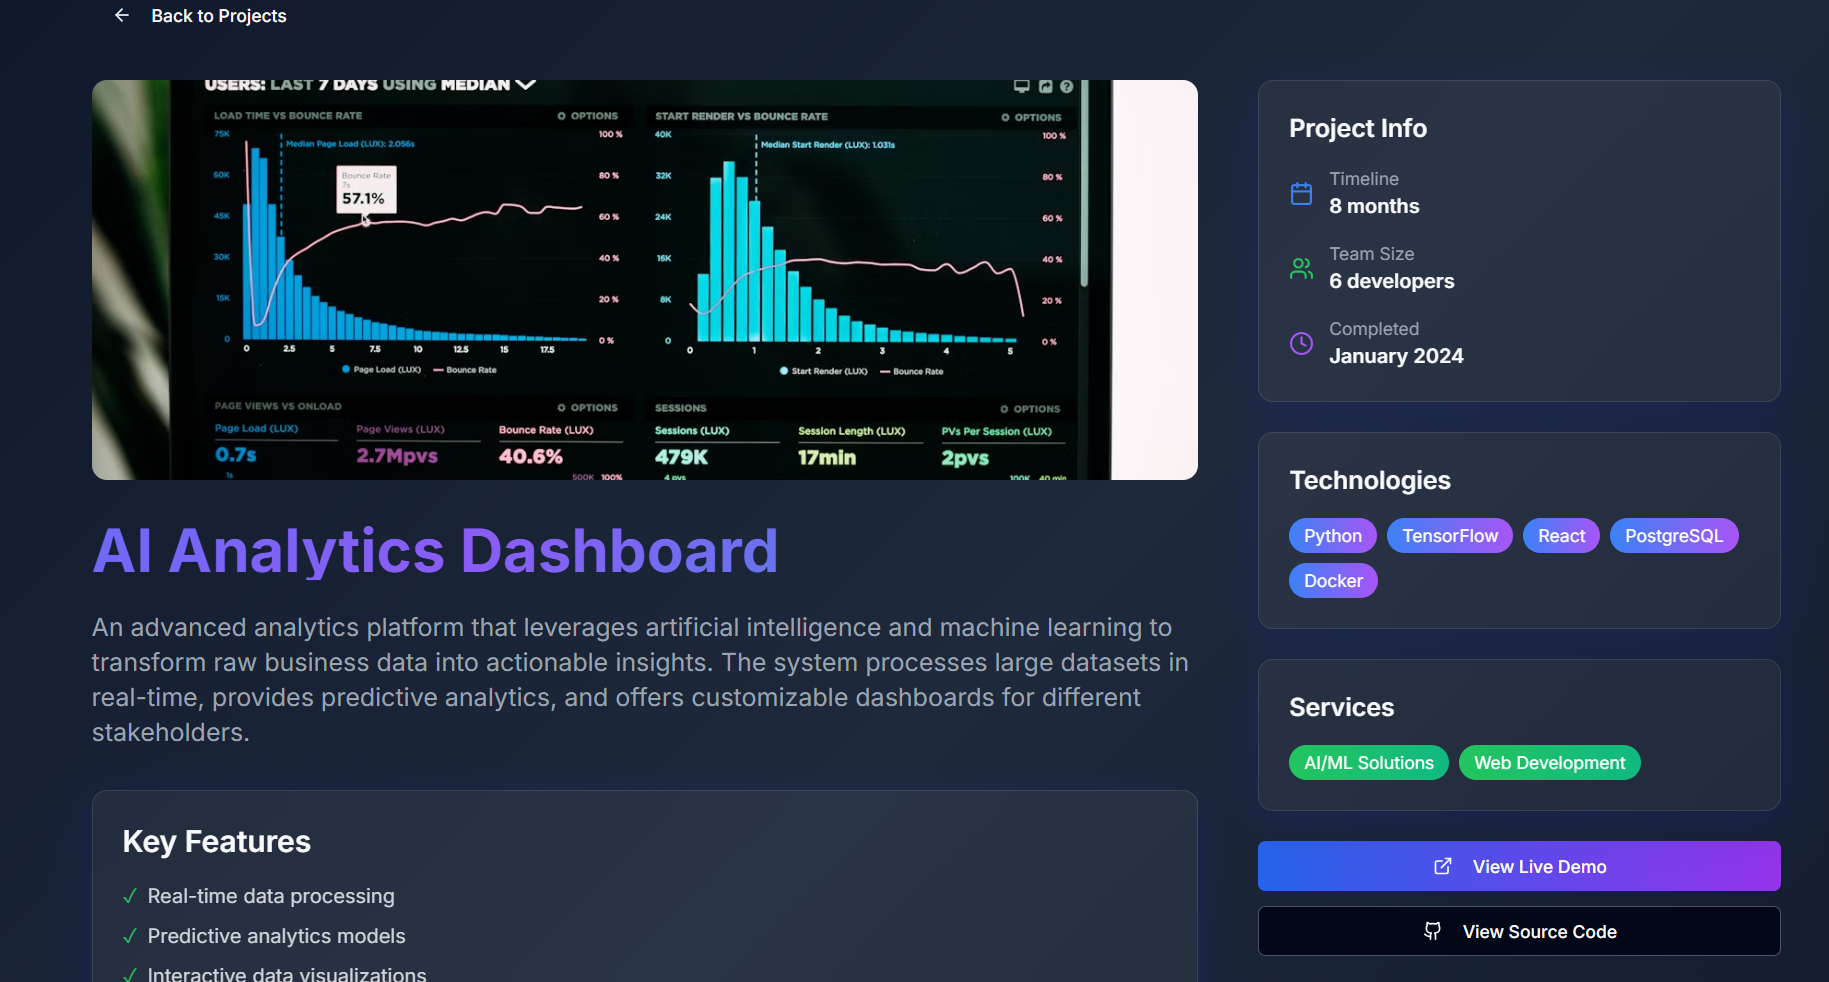 Back to Projects
USERS: LAST 7 DAYS USING MEDIAN
LOAD TIME VS BOUNCE RATE
OPTIONS
75K
60K
45K
30K
15K
0
Median Page Load (LUX): 2.056s
Bounce Rate
7s
57.1%
100 %
80 %
60 %
40 %
20 %
0 %
0 2.5 5 7.5 10 12.5 15 17.5
Page Load (LUX) Bounce Rate
START RENDER VS BOUNCE RATE
OPTIONS
40K
32K
24K
16K
8K
0
Median Start Render (LUX): 1.031s
100 %
80 %
60 %
40 %
20 %
0 %
0 1 2 3 4 5
Start Render (LUX) Bounce Rate
PAGE VIEWS VS ONLOAD
OPTIONS
Page Load (LUX)
0.7s
1s
Page Views (LUX)
2.7Mpvs
Bounce Rate (LUX)
40.6%
500K 100%
SESSIONS
OPTIONS
Sessions (LUX)
479K
4 pvs
Session Length (LUX)
17min
PVs Per Session (LUX)
2pvs
100K 40 min
AI Analytics Dashboard
An advanced analytics platform that leverages artificial intelligence and machine learning to
transform raw business data into actionable insights. The system processes large datasets in
real-time, provides predictive analytics, and offers customizable dashboards for different
stakeholders.
Key Features
✓ Real-time data processing
✓ Predictive analytics models
✓ Interactive data visualizations
Project Info
Timeline
8 months
Team Size
6 developers
Completed
January 2024
Technologies
Python TensorFlow React PostgreSQL
Docker
Services
AI/ML Solutions Web Development
View Live Demo
View Source Code